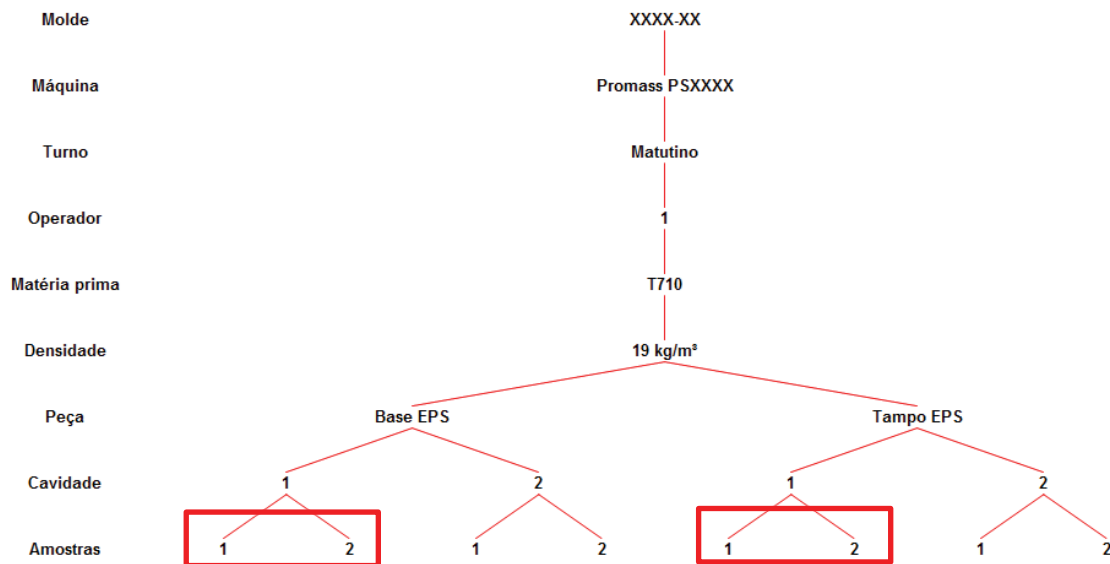 Molde XXXX-XX
Máquina Promass PSXXXX
Turno Matutino
Operador 1
Matéria prima T710
Densidade 19 kg/m³
Peça Base EPS Tampo EPS
Cavidade 1 2 1 2
Amostras 1 2 1 2 1 2 1 2